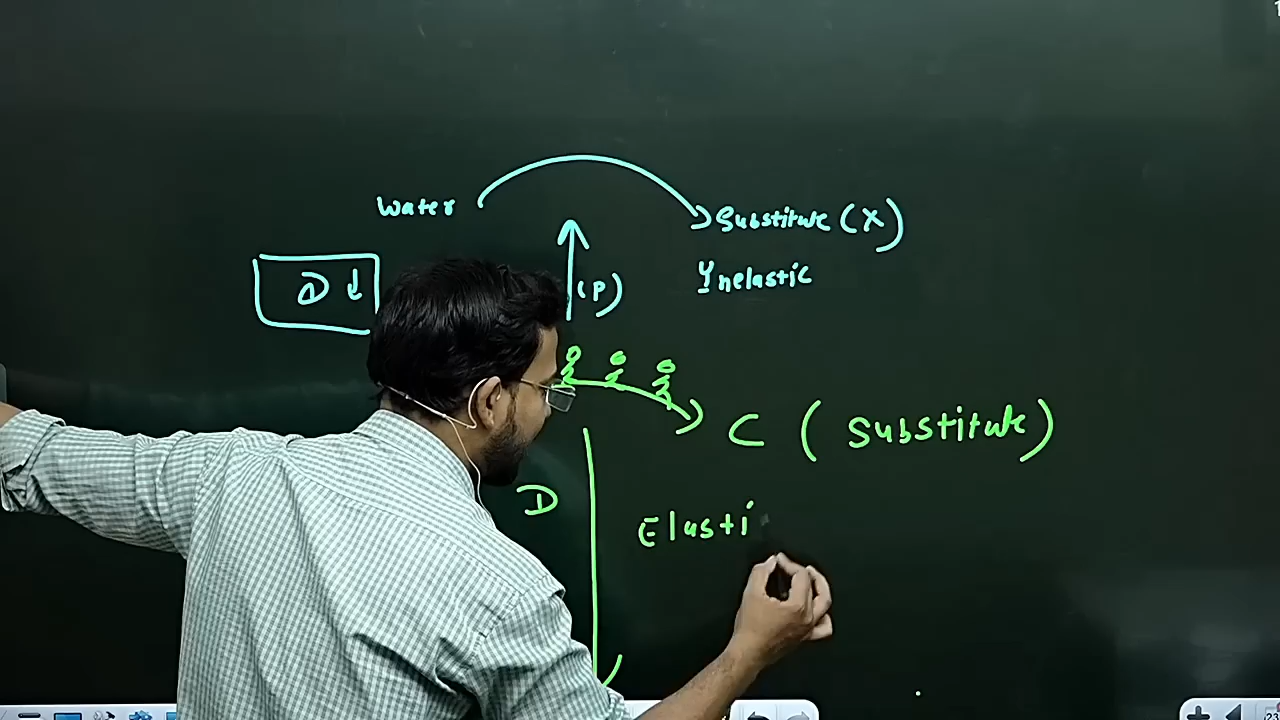 Water Substitute (X)
D ↓ (P) Inelastic
C (Substitute)
D Elasti